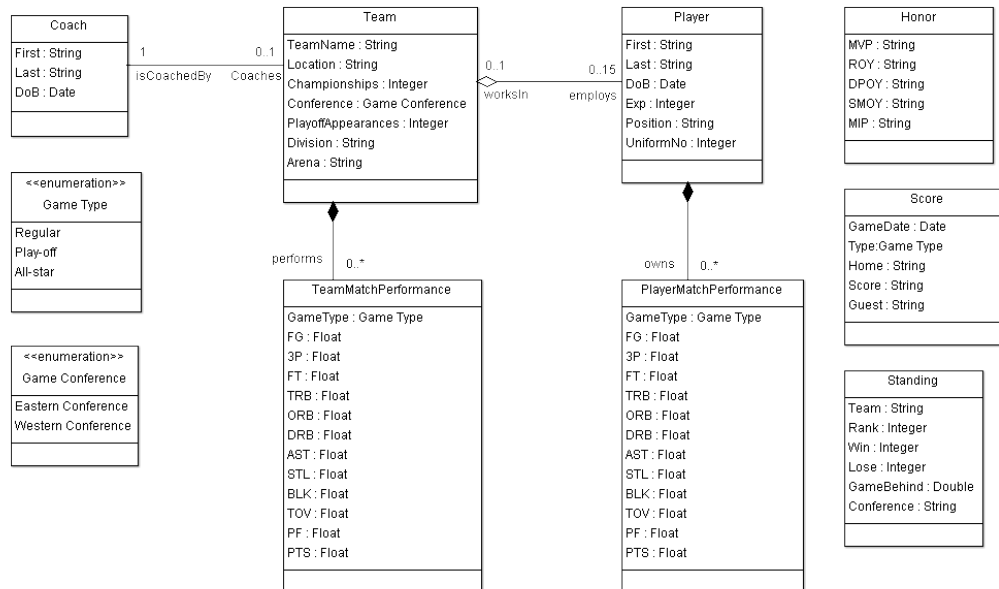 Coach
First : String
Last : String
DoB : Date
1
0..1
isCoachedBy
Coaches
Team
TeamName : String
Location : String
Championships : Integer
Conference : Game Conference
PlayoffAppearances : Integer
Division : String
Arena : String
0..1
0..15
worksIn
employs
Player
First : String
Last : String
DoB : Date
Exp : Integer
Position : String
UniformNo : Integer
Honor
MVP : String
ROY : String
DPOY : String
SMOY : String
MIP : String
<<enumeration>>
Game Type
Regular
Play-off
All-star
performs
0..*
owns
0..*
Score
GameDate : Date
Type:Game Type
Home : String
Score : String
Guest : String
<<enumeration>>
Game Conference
Eastern Conference
Western Conference
TeamMatchPerformance
GameType : Game Type
FG : Float
3P : Float
FT : Float
TRB : Float
ORB : Float
DRB : Float
AST : Float
STL : Float
BLK : Float
TOV : Float
PF : Float
PTS : Float
PlayerMatchPerformance
GameType : Game Type
FG : Float
3P : Float
FT : Float
TRB : Float
ORB : Float
DRB : Float
AST : Float
STL : Float
BLK : Float
TOV : Float
PF : Float
PTS : Float
Standing
Team : String
Rank : Integer
Win : Integer
Lose : Integer
GameBehind : Double
Conference : String